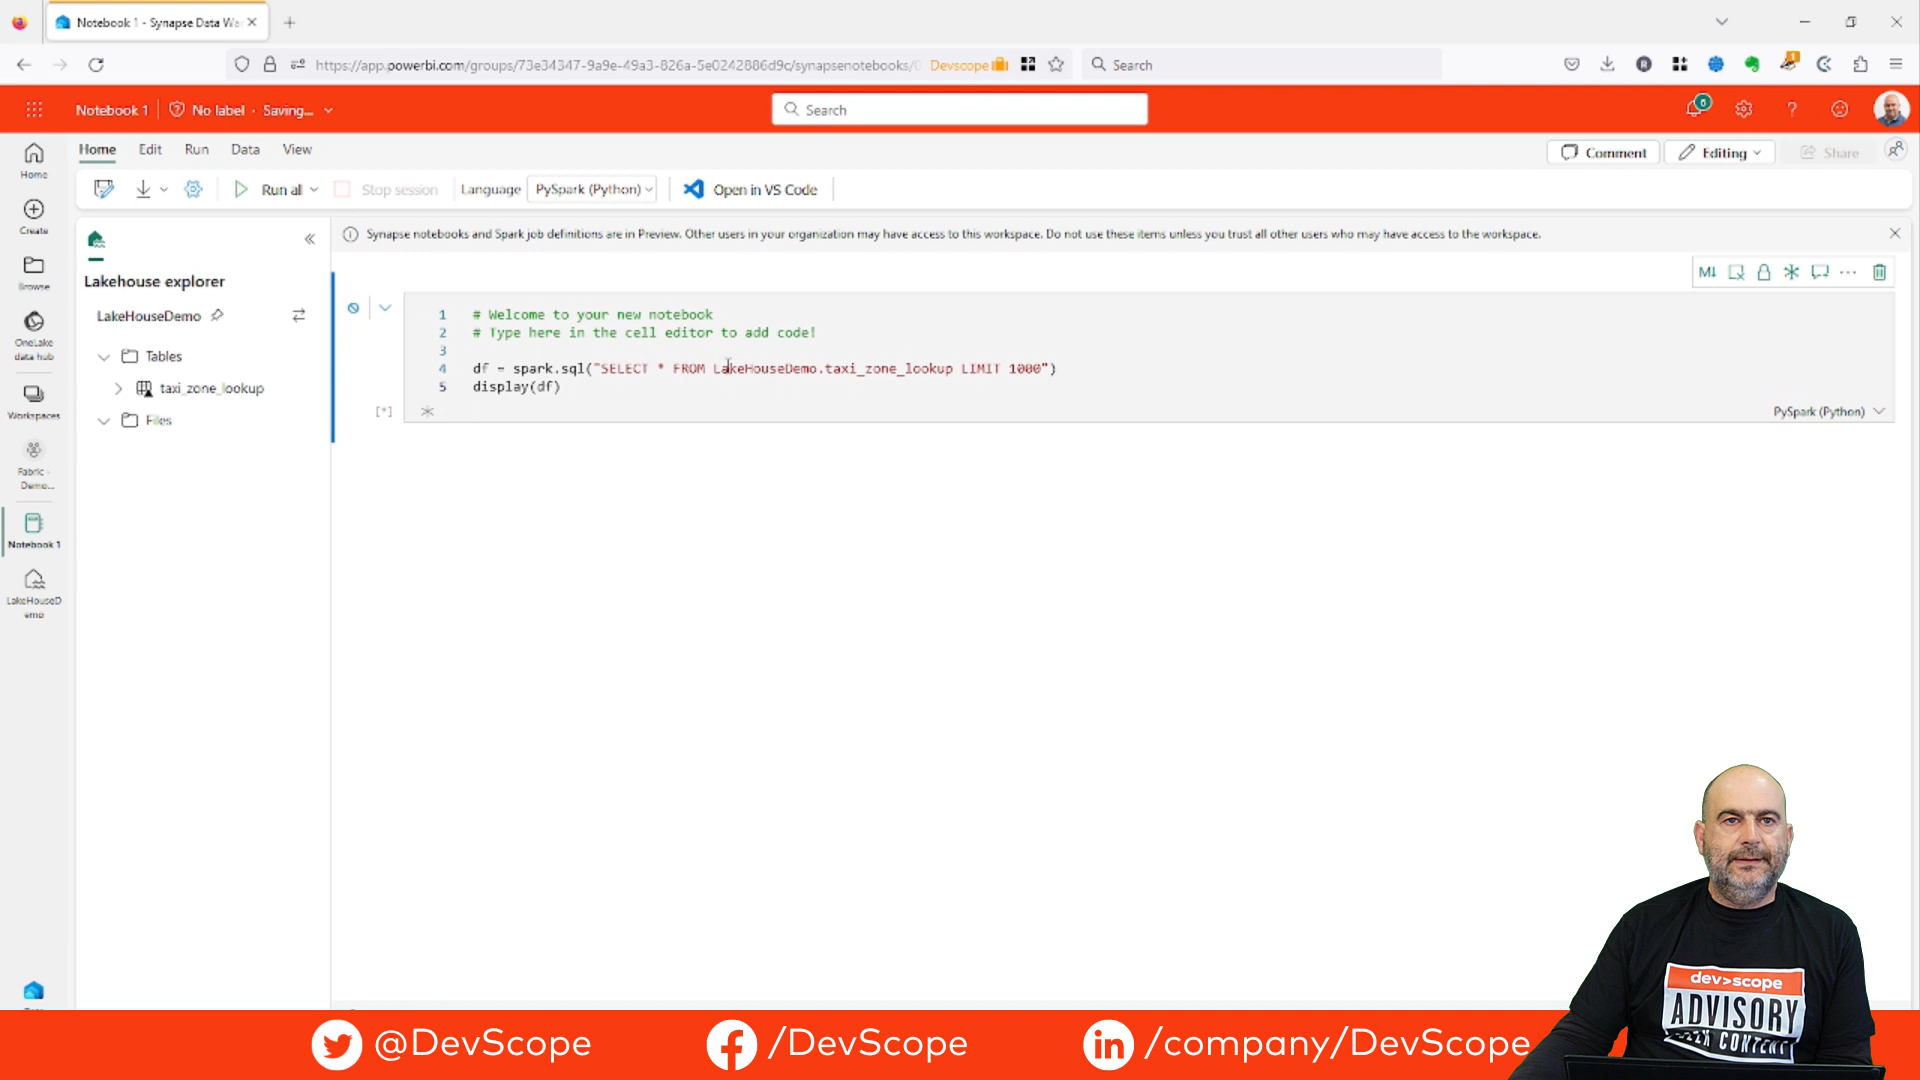 Notebook 1 - Synapse Data Wa
https://app.powerbi.com/groups/73e34347-9a9e-49a3-826a-5e0242886d9c/synapsenotebooks/
Devscope
Search
Notebook 1
No label · Saving...
Search
6
Home Edit Run Data View
Comment
Editing
Share
Run all
Stop session
Language
PySpark (Python)
Open in VS Code
Home
Create
Browse
OneLake
data hub
Workspaces
Fabric -
Demo...
Notebook 1
LakeHouseD
emo
Lakehouse explorer
LakeHouseDemo
Tables
taxi_zone_lookup
Files
Synapse notebooks and Spark job definitions are in Preview. Other users in your organization may have access to this workspace. Do not use these items unless you trust all other users who may have access to the workspace.
M↓
1 # Welcome to your new notebook
2 # Type here in the cell editor to add code!
3
4 df = spark.sql("SELECT * FROM LakeHouseDemo.taxi_zone_lookup LIMIT 1000")
5 display(df)
[*]
PySpark (Python)
dev>scope
ADVISORY
CONTENT
@DevScope
/DevScope
/company/DevScope